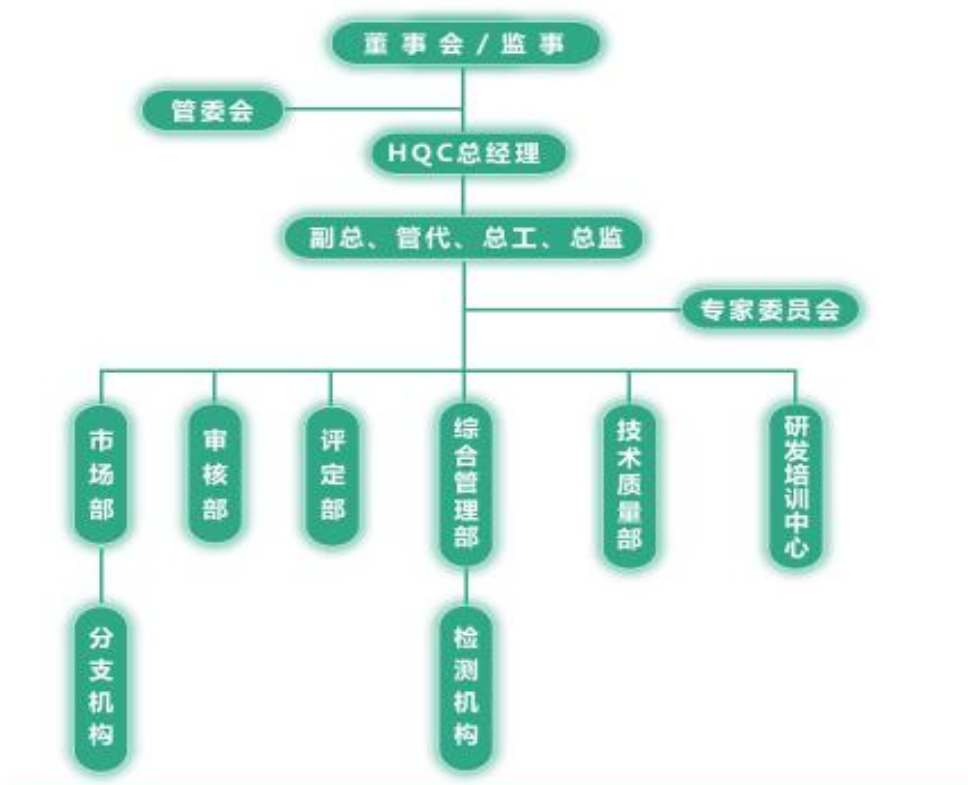 董事会/监事
管委会
HQC总经理
副总、管代、总工、总监
专家委员会
市场部
审核部
评定部
综合管理部
技术质量部
研发培训中心
分支机构
检测机构